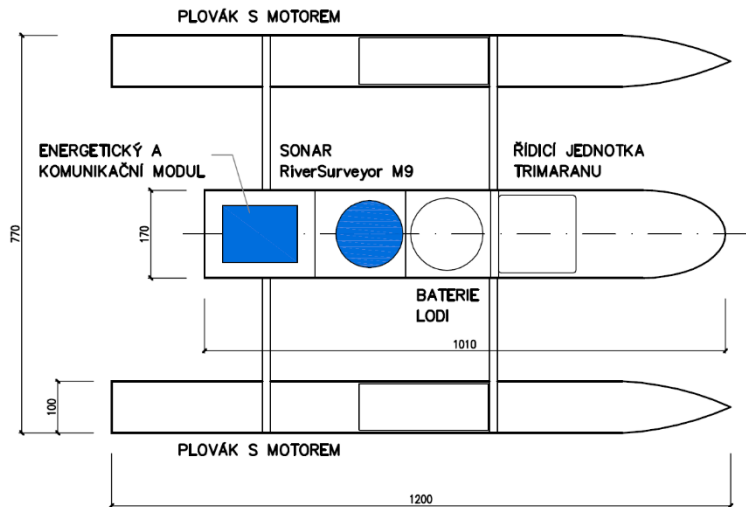 PLOVÁK S MOTOREM
ENERGETICKÝ A
KOMUNIKAČNÍ MODUL
SONAR
RiverSurveyor M9
ŘÍDICÍ JEDNOTKA
TRIMARANU
770
170
BATERIE
LODI
1010
100
PLOVÁK S MOTOREM
1200